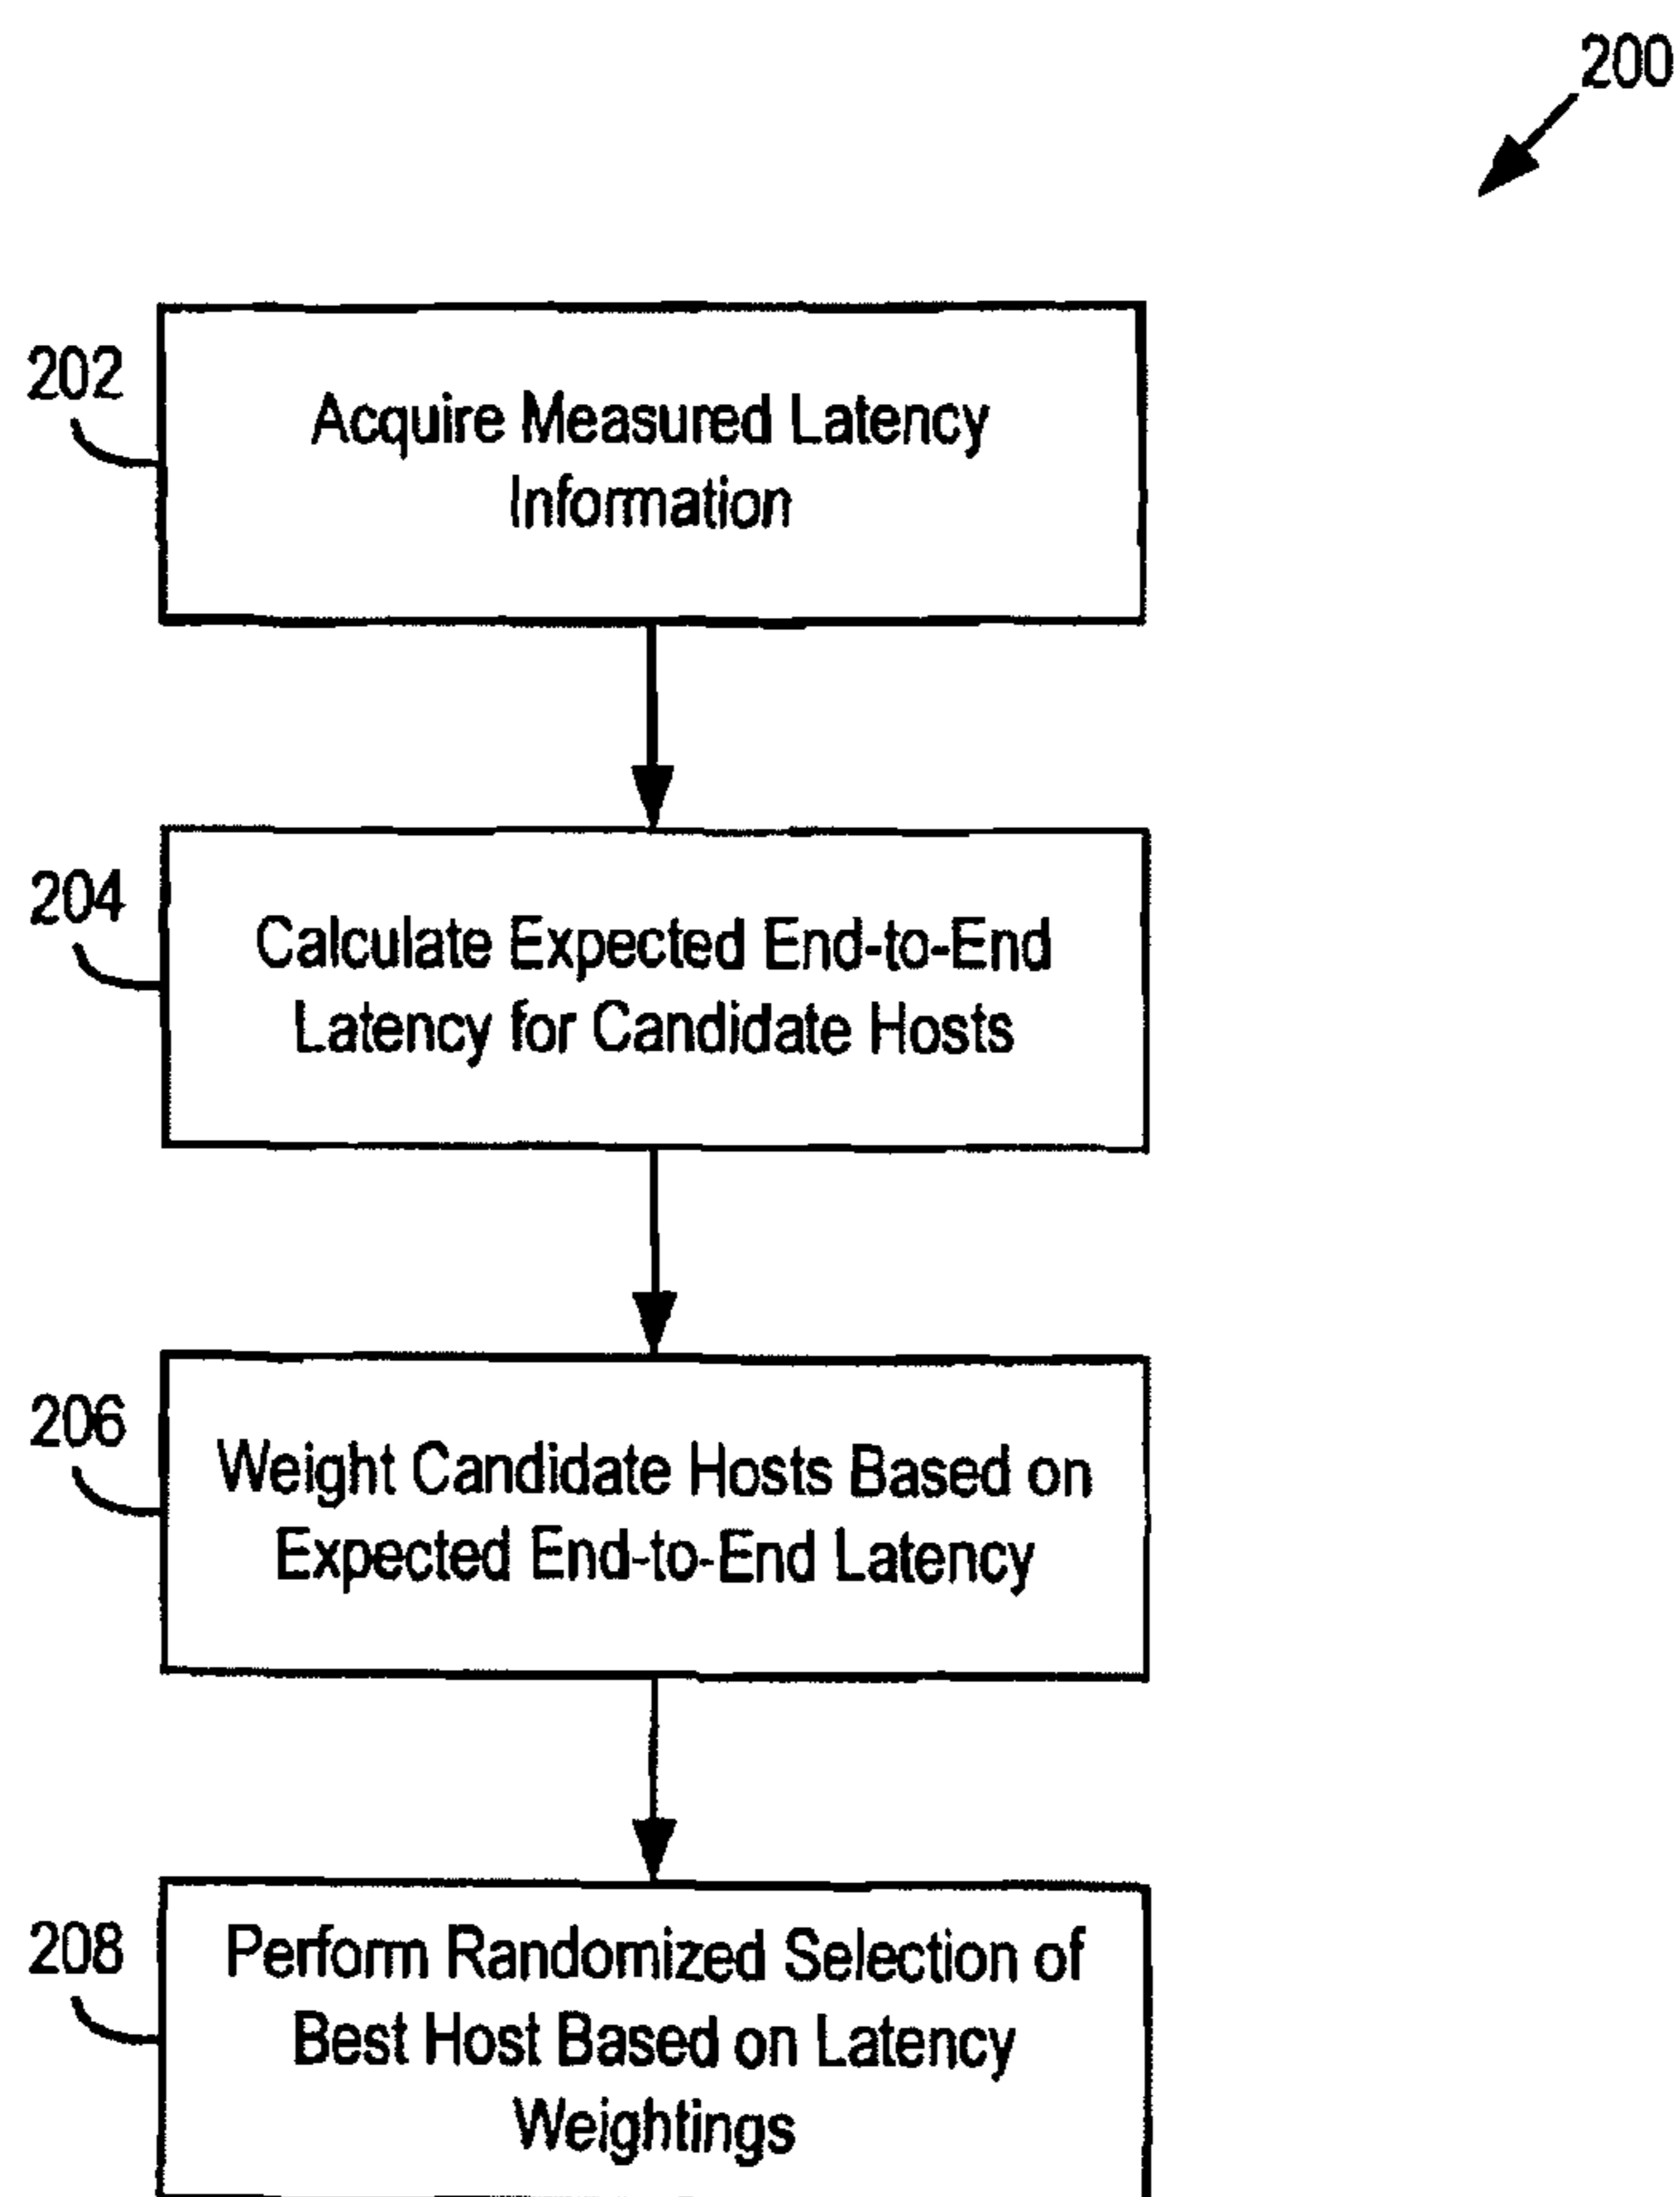 200
202
Acquire Measured Latency
Information
204
Calculate Expected End-to-End
Latency for Candidate Hosts
206
Weight Candidate Hosts Based on
Expected End-to-End Latency
208
Perform Randomized Selection of
Best Host Based on Latency
Weightings